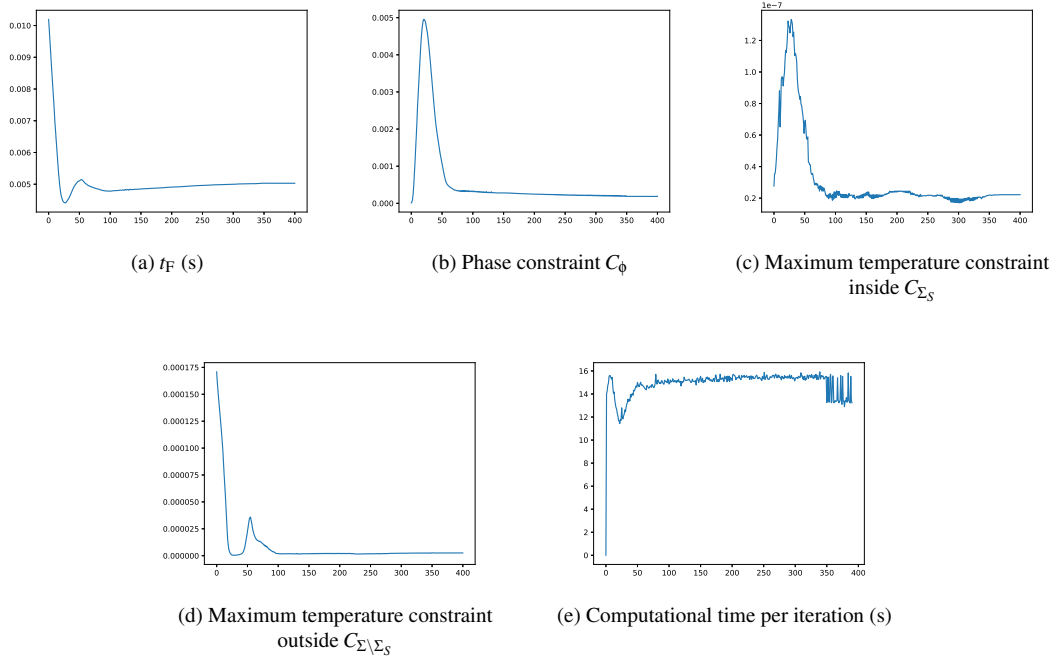 0.010
0.009
0.008
0.007
0.006
0.005
0 50 100 150 200 250 300 350 400
(a) t_F (s)
0.005
0.004
0.003
0.002
0.001
0.000
0 50 100 150 200 250 300 350 400
(b) Phase constraint C_ϕ
1e−7
1.2
1.0
0.8
0.6
0.4
0.2
0 50 100 150 200 250 300 350 400
(c) Maximum temperature constraint
inside C_{Σ_S}
0.000175
0.000150
0.000125
0.000100
0.000075
0.000050
0.000025
0.000000
0 50 100 150 200 250 300 350 400
(d) Maximum temperature constraint
outside C_{Σ\Σ_S}
16
14
12
10
8
6
4
2
0
0 50 100 150 200 250 300 350 400
(e) Computational time per iteration (s)